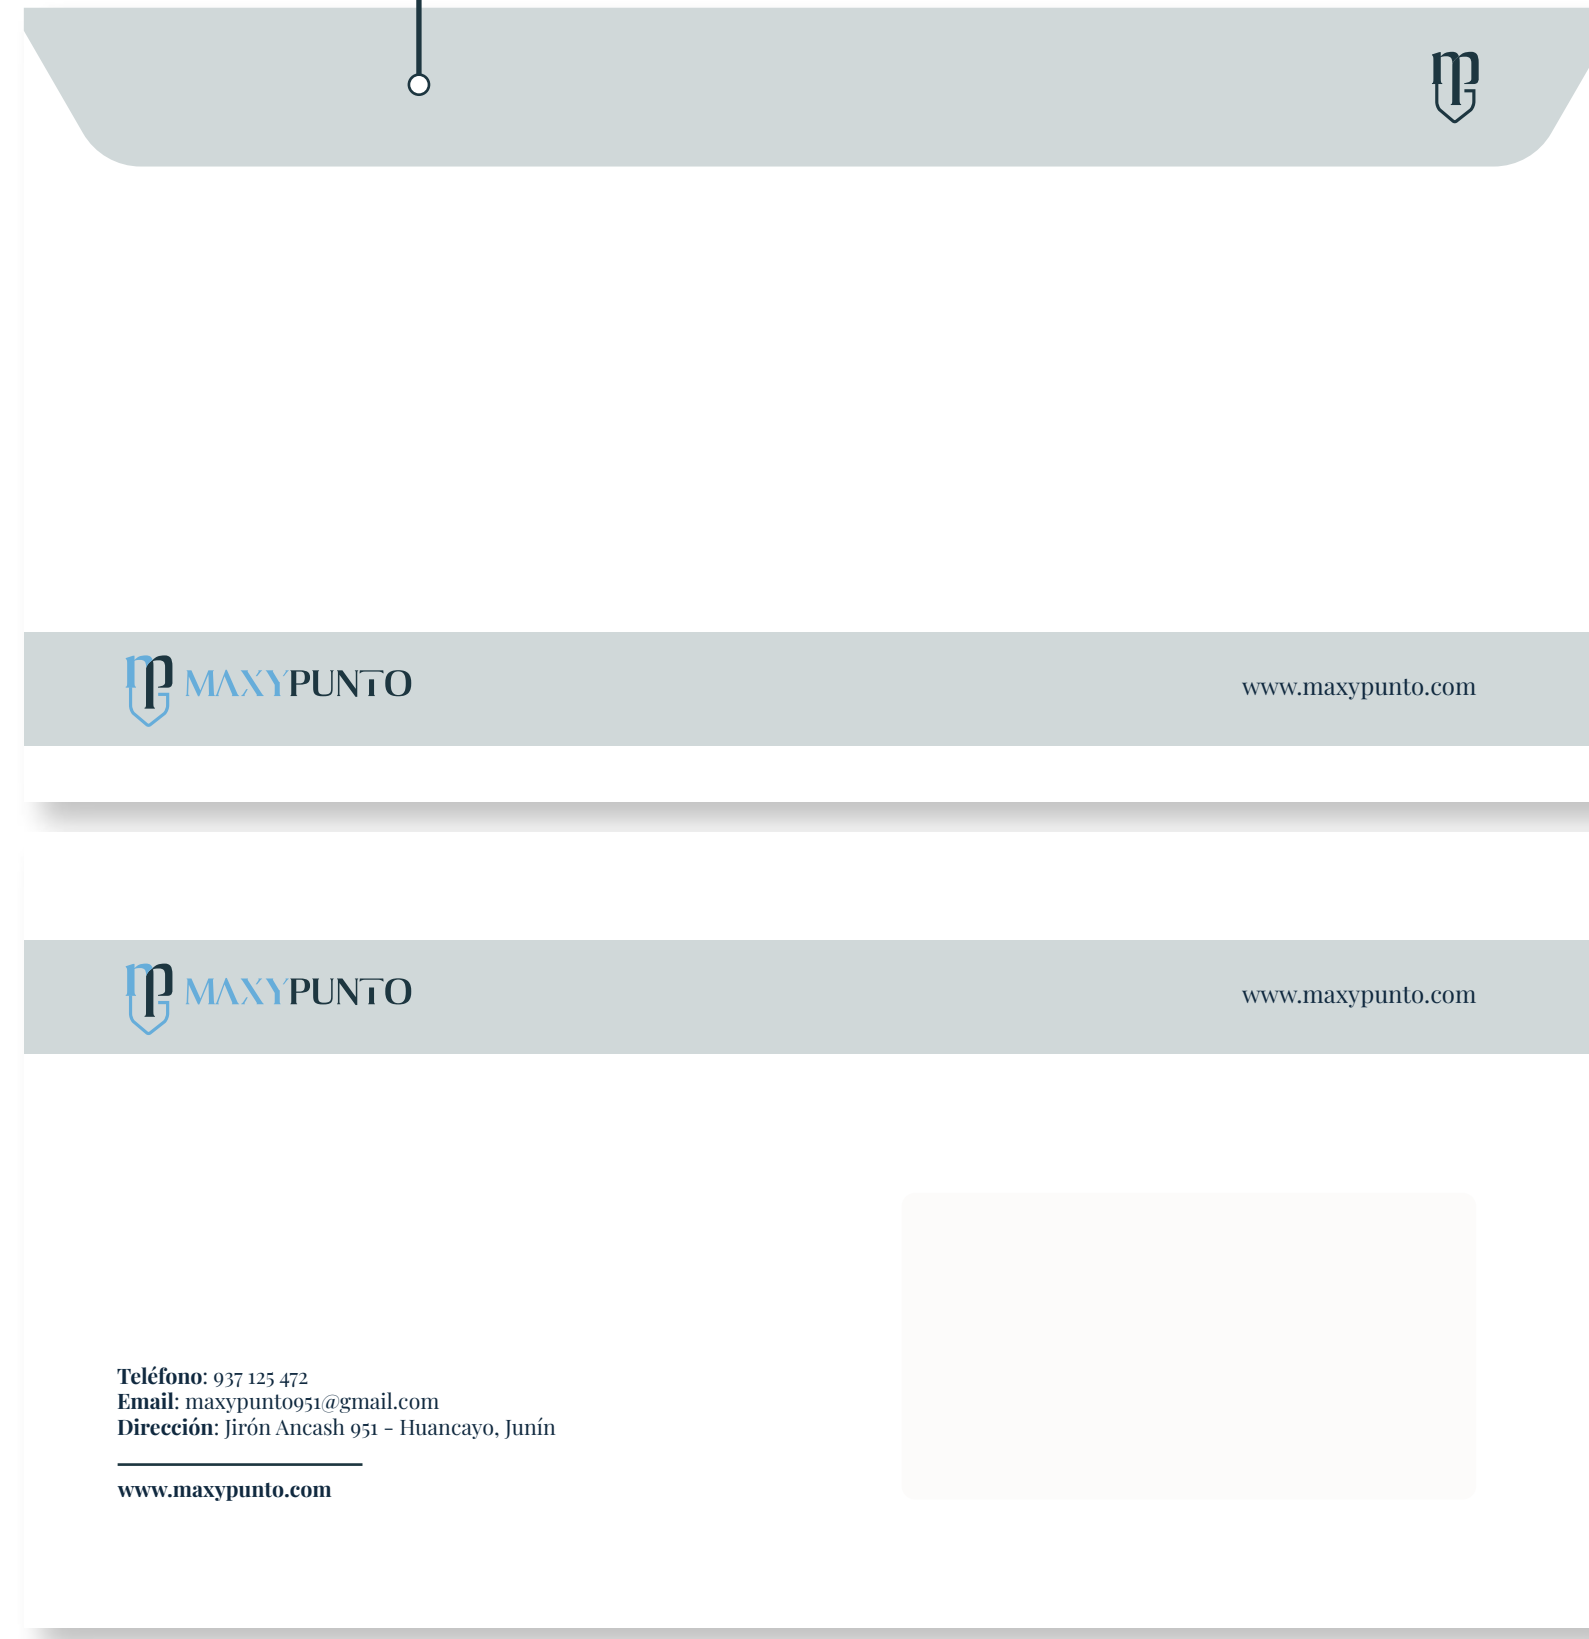 mp
MAXYPUNTO
www.maxypunto.com
MAXYPUNTO
www.maxypunto.com
Teléfono: 937 125 472
Email: maxypunto951@gmail.com
Dirección: Jirón Ancash 951 - Huancayo, Junín
www.maxypunto.com